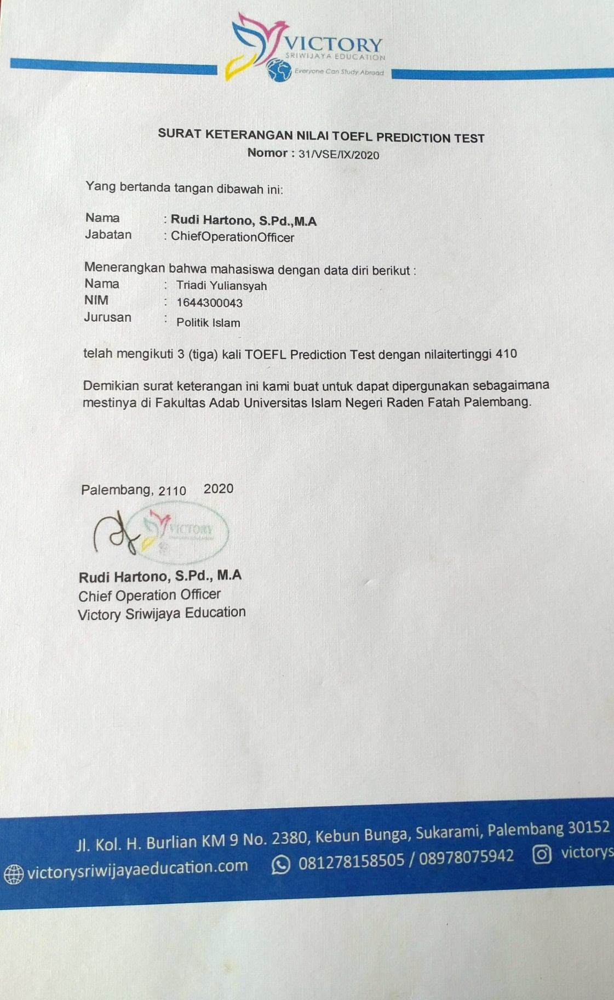 VICTORY
SRIWIJAYA EDUCATION
Everyone Can Study Abroad
SURAT KETERANGAN NILAI TOEFL PREDICTION TEST
Nomor : 31/VSE/IX/2020
Yang bertanda tangan dibawah ini:
Nama : Rudi Hartono, S.Pd.,M.A
Jabatan : ChiefOperationOfficer
Menerangkan bahwa mahasiswa dengan data diri berikut :
Nama : Triadi Yuliansyah
NIM : 1644300043
Jurusan : Politik Islam
telah mengikuti 3 (tiga) kali TOEFL Prediction Test dengan nilaitertinggi 410
Demikian surat keterangan ini kami buat untuk dapat dipergunakan sebagaimana
mestinya di Fakultas Adab Universitas Islam Negeri Raden Fatah Palembang.
Palembang, 2110 2020
VICTORY
Rudi Hartono, S.Pd., M.A
Chief Operation Officer
Victory Sriwijaya Education
Jl. Kol. H. Burlian KM 9 No. 2380, Kebun Bunga, Sukarami, Palembang 30152
victorysriwijayaeducation.com 081278158505 / 08978075942 victorys